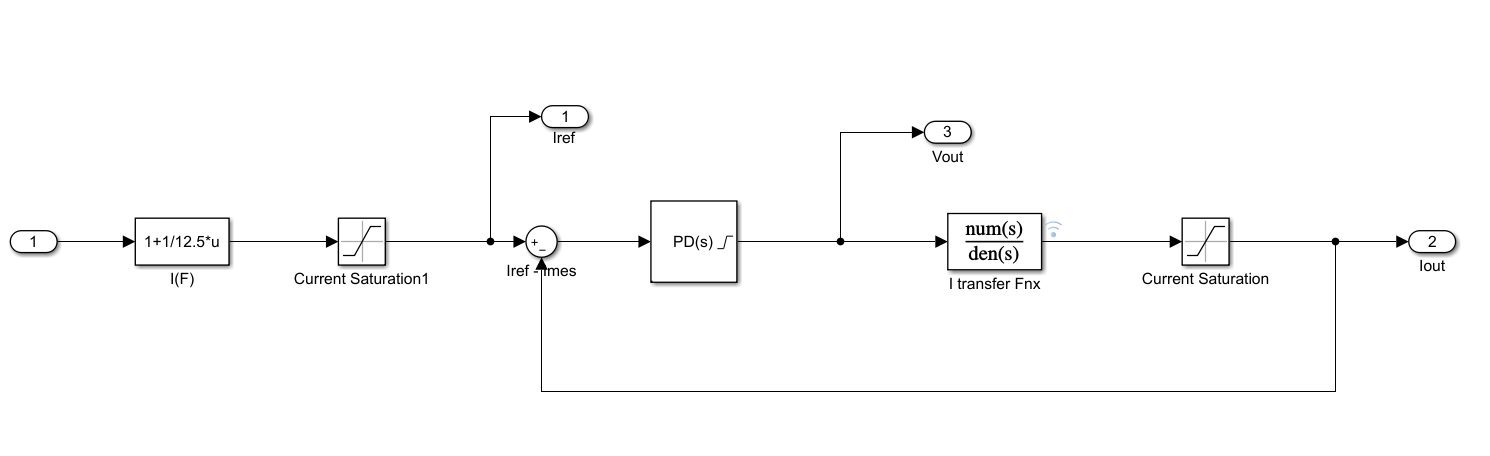 1
Iref
3
Vout
1
1+1/12.5*u
I(F)
Current Saturation1
+
−
Iref - Imes
PD(s)
num(s)
den(s)
I transfer Fnx
Current Saturation
2
Iout